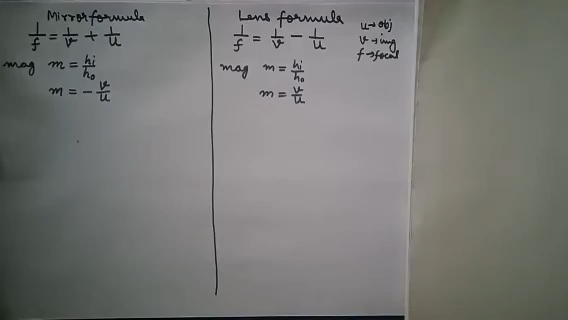 Mirror formula
1/f = 1/v + 1/u
mag m = hi/ho
m = - v/u
Lens formula
1/f = 1/v - 1/u
mag m = hi/ho
m = v/u
u → obj
v → img
f → focal